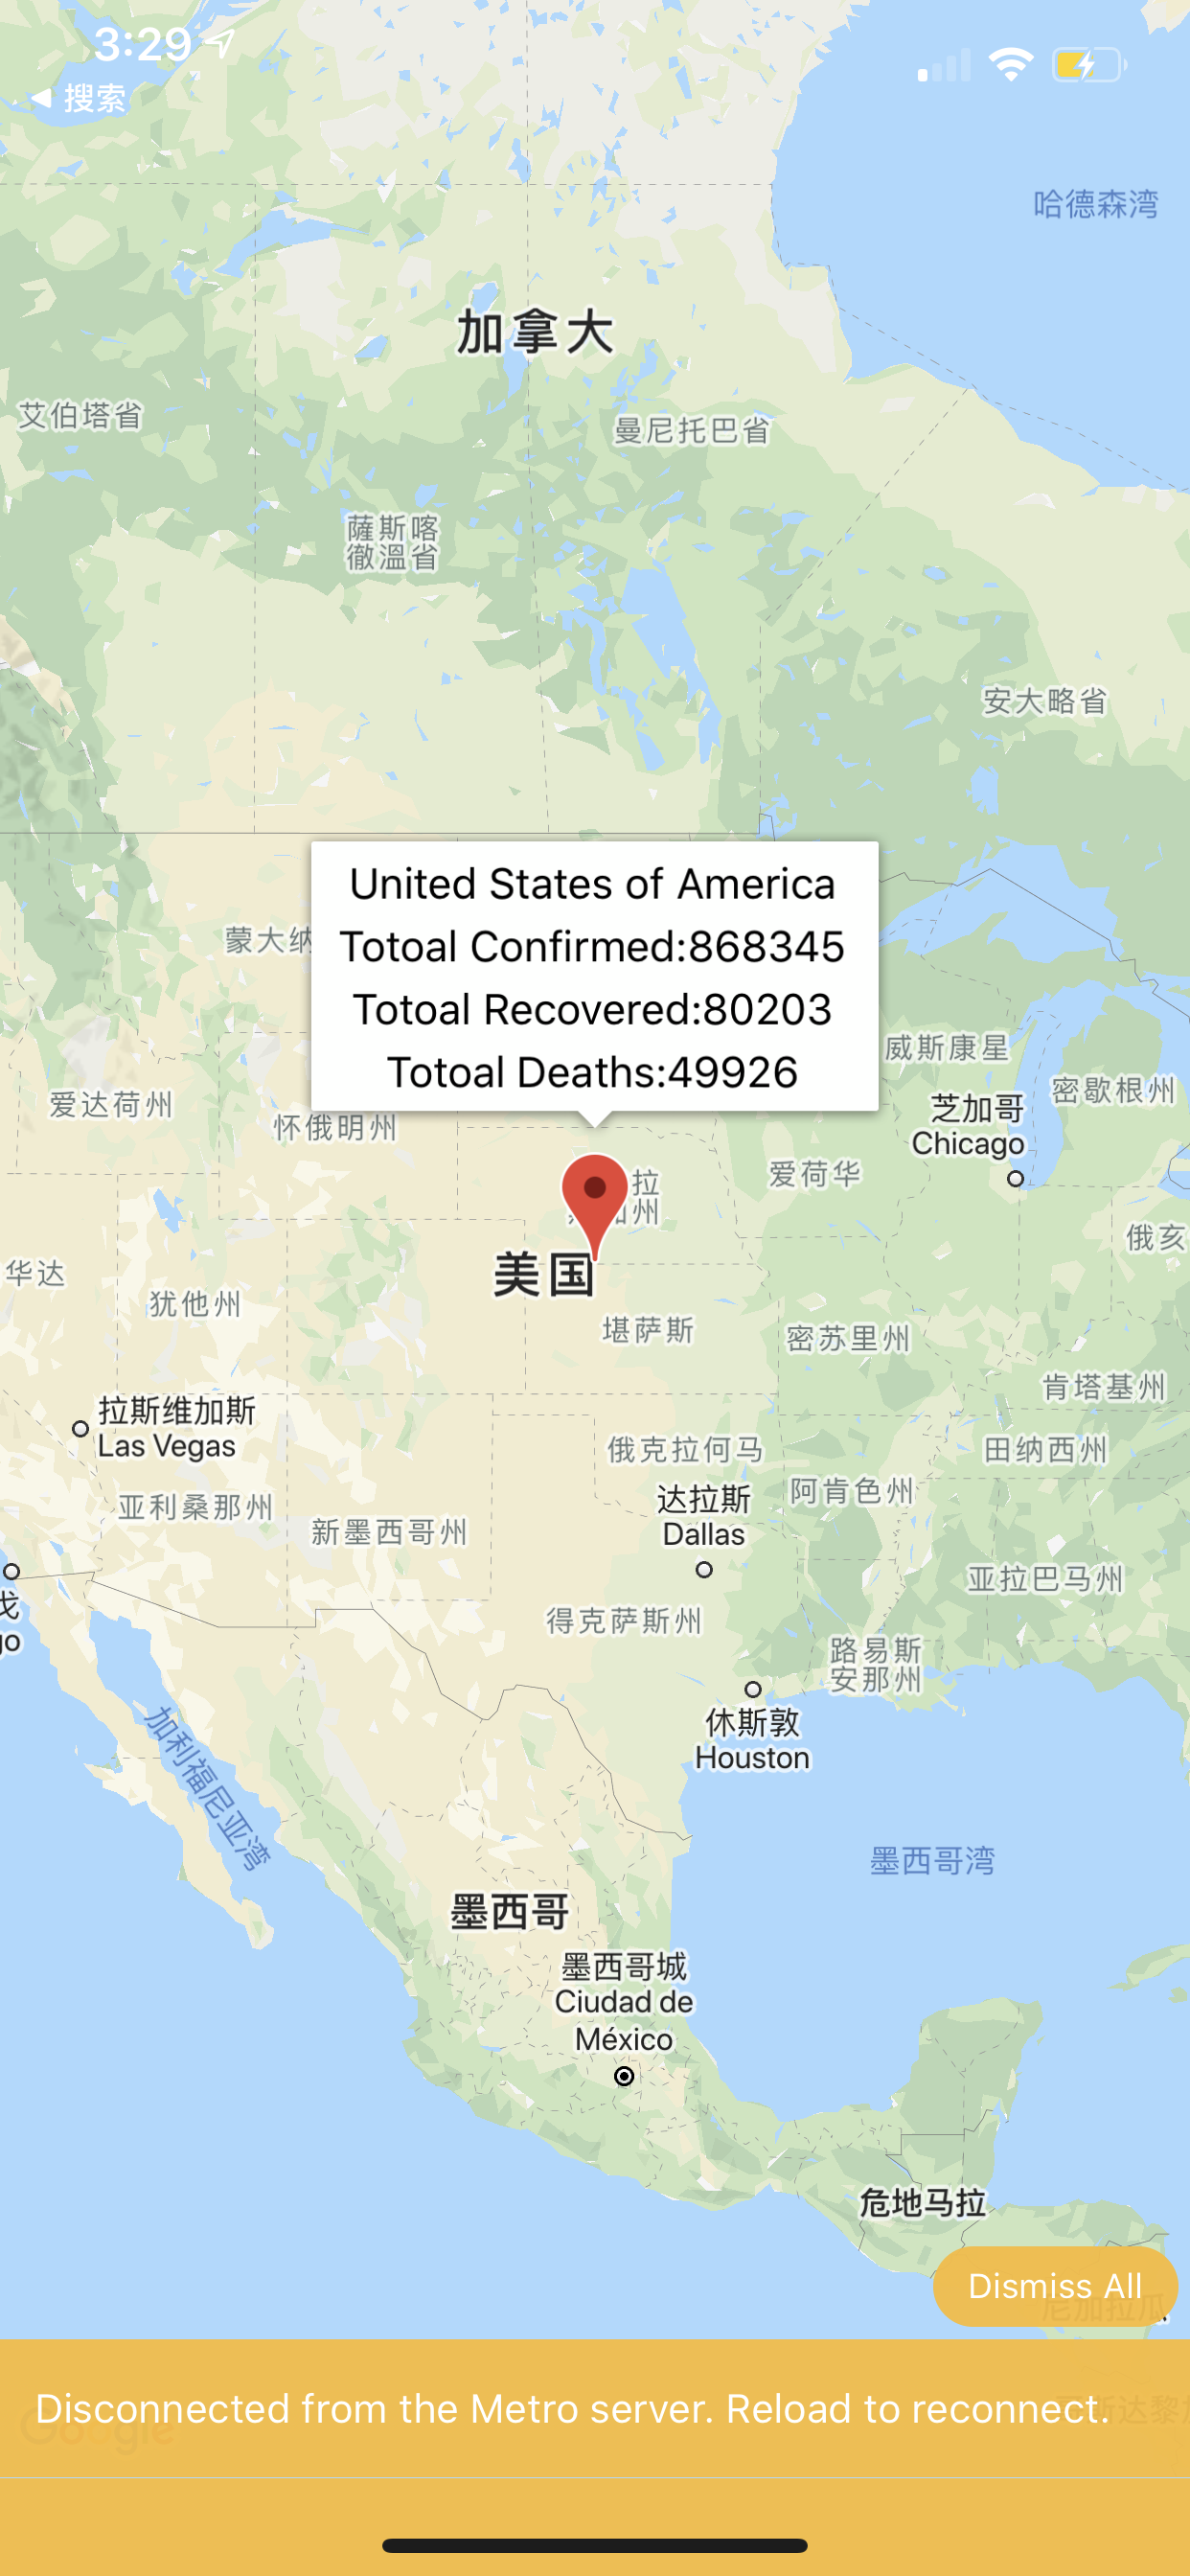 3:29
搜索
哈德森湾
加拿大
艾伯塔省
曼尼托巴省
薩斯喀
徹溫省
安大略省
United States of America
Totoal Confirmed:868345
Totoal Recovered:80203
Totoal Deaths:49926
蒙大纳
威斯康星
密歇根州
爱达荷州
怀俄明州
芝加哥
Chicago
爱荷华
拉
州
俄亥
华达
美国
犹他州
堪萨斯
密苏里州
肯塔基州
拉斯维加斯
Las Vegas
俄克拉何马
田纳西州
亚利桑那州
新墨西哥州
达拉斯
Dallas
阿肯色州
亚拉巴马州
戈
go
得克萨斯州
路易斯
安那州
休斯敦
Houston
加利福尼亚湾
墨西哥湾
墨西哥
墨西哥城
Ciudad de
México
危地马拉
Dismiss All
尼加拉瓜
Disconnected from the Metro server. Reload to reconnect.
Google